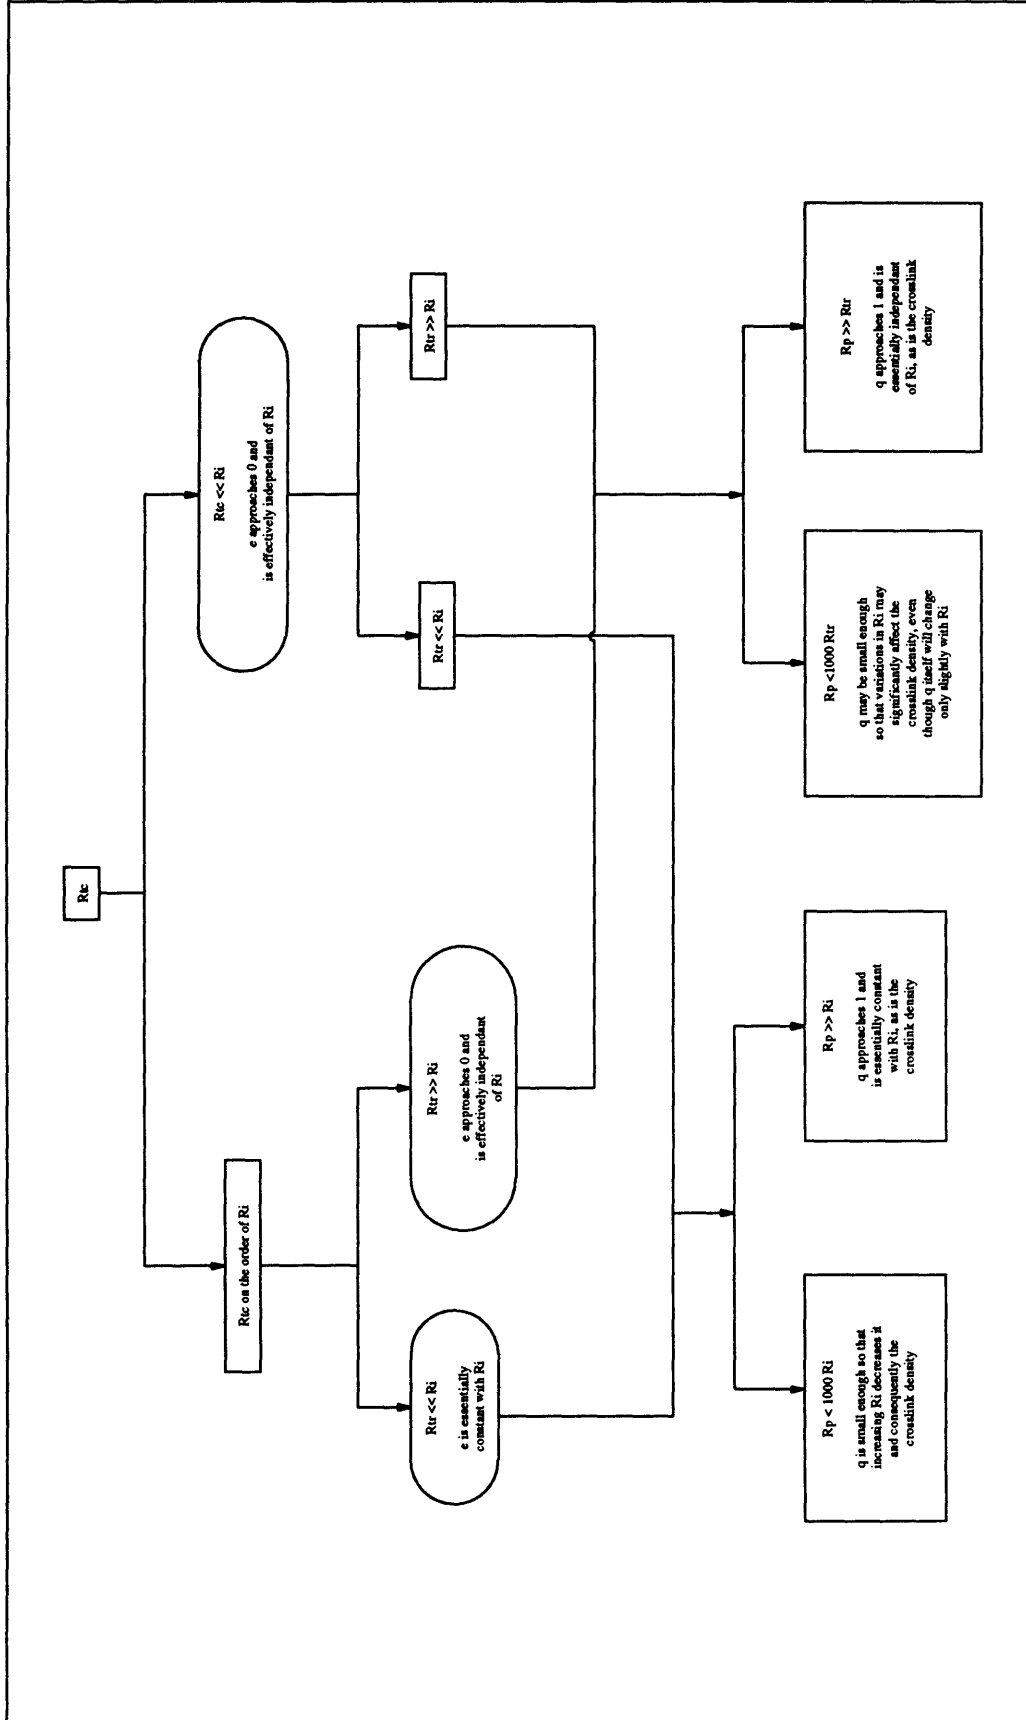 Rtc
Rtc on the order of Ri
Rtc << Ri
e approaches 0 and
is effectively independant of Ri
Rtr << Ri
e is essentially
constant with Ri
Rtr >> Ri
e approaches 0 and
is effectively independant
of Ri
Rtr << Ri
Rtr >> Ri
Rp < 1000 Ri
q is small enough so that
increasing Ri decreases it
and consequently the
crosslink density
Rp >> Ri
q approaches 1 and
is essentially constant
with Ri, as is the
crosslink density
Rp <1000 Rtr
q may be small enough
so that variations in Ri may
significantly affect the
crosslink density, even
though q itself will change
only slightly with Ri
Rp >> Rtr
q approaches 1 and is
essentially independant
of Ri, as is the crosslink
density